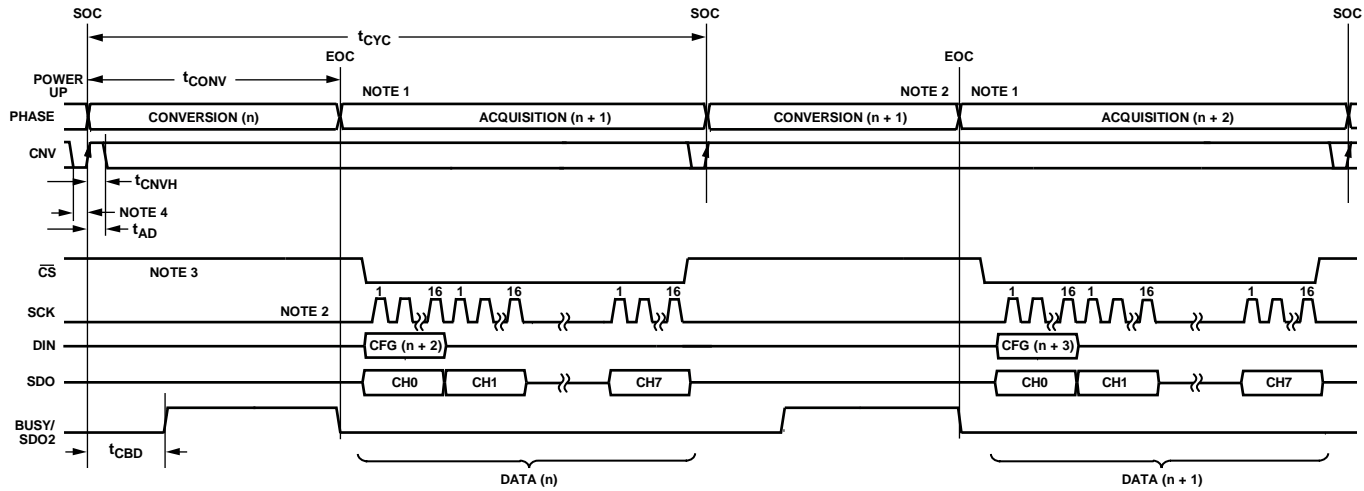 SOC SOC SOC
tCYC
EOC EOC
tCONV
POWER
UP
NOTE 1 NOTE 2 NOTE 1
PHASE CONVERSION (n) ACQUISITION (n + 1) CONVERSION (n + 1) ACQUISITION (n + 2)
CNV
tCNVH
NOTE 4
tAD
CS NOTE 3
1 16 1 16 1 16 1 16 1 16 1 16
SCK NOTE 2
DIN CFG (n + 2) CFG (n + 3)
SDO CH0 CH1 CH7 CH0 CH1 CH7
BUSY/
SDO2
tCBD
DATA (n) DATA (n + 1)